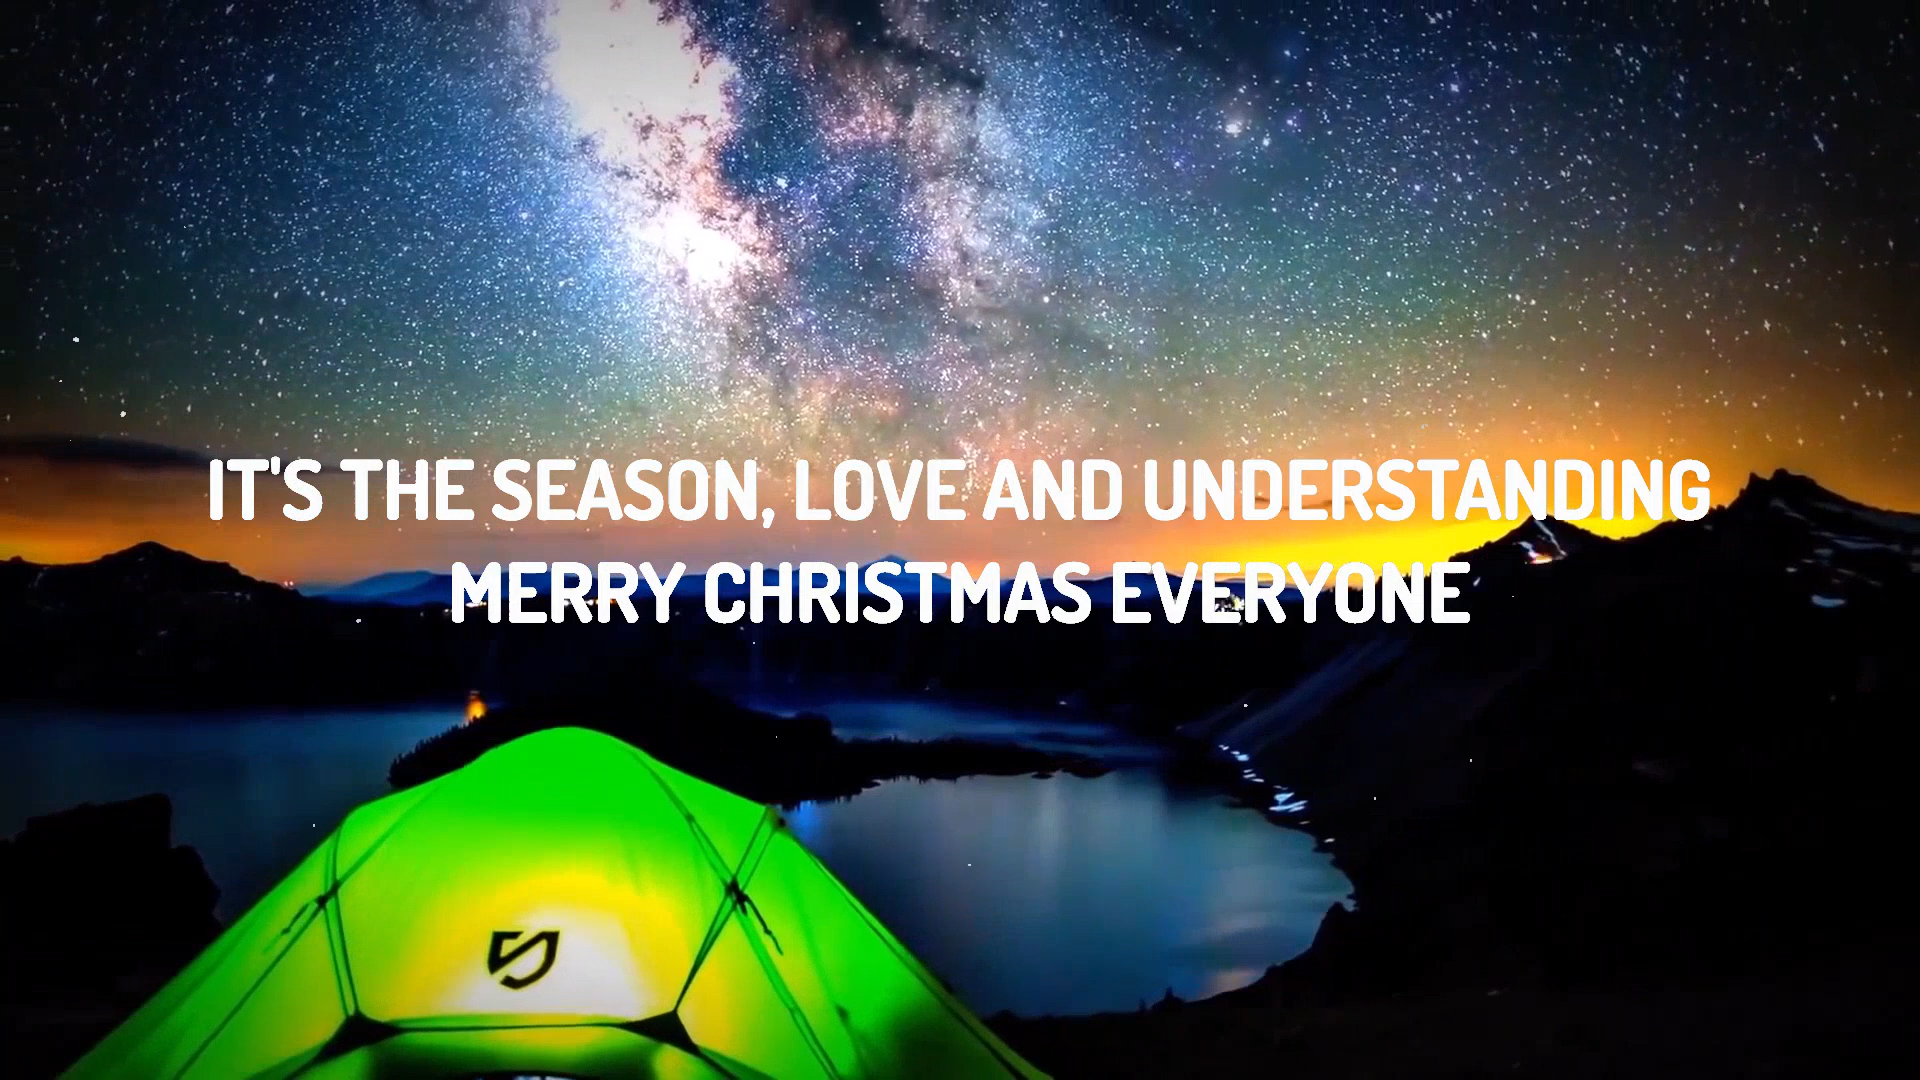 IT'S THE SEASON, LOVE AND UNDERSTANDING
MERRY CHRISTMAS EVERYONE